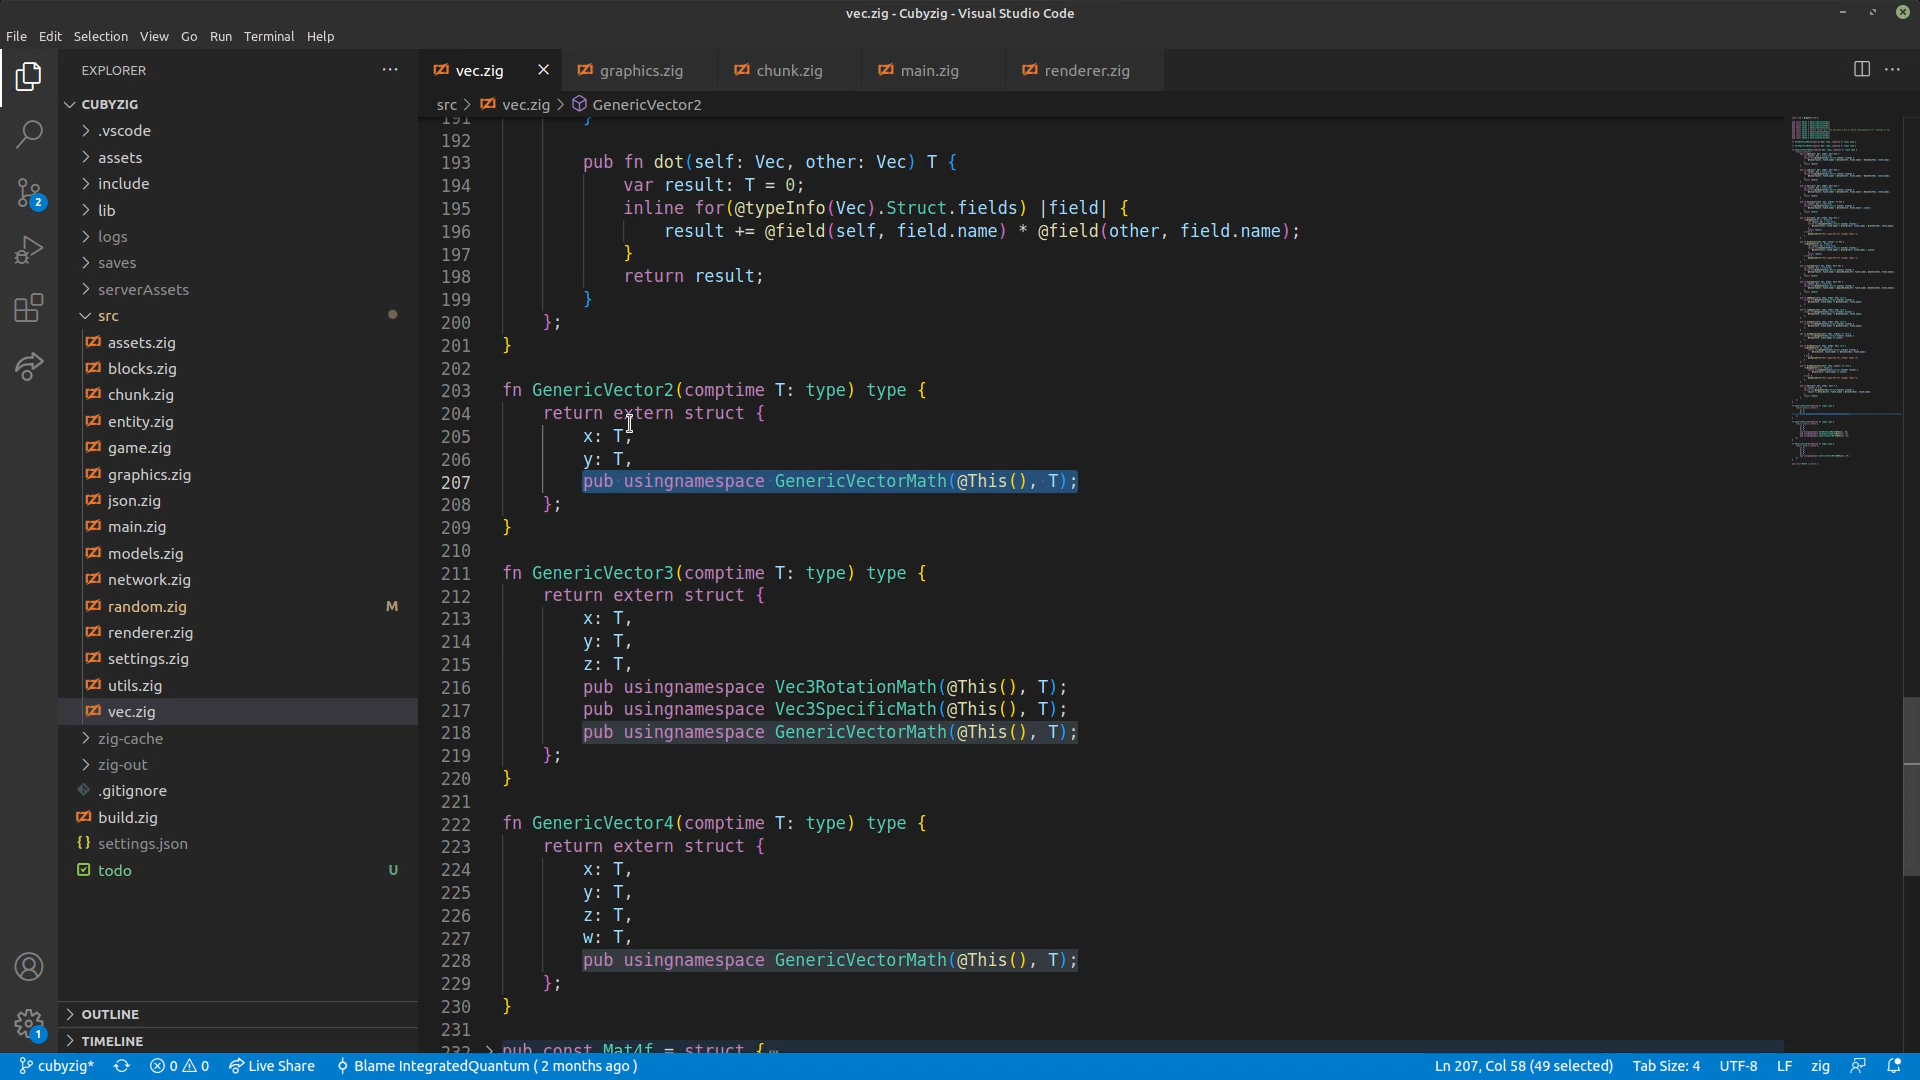 vec.zig - Cubyzig - Visual Studio Code
File Edit Selection View Go Run Terminal Help
EXPLORER
vec.zig graphics.zig chunk.zig main.zig renderer.zig
src > vec.zig > GenericVector2
CUBYZIG
.vscode
assets
include
lib
logs
saves
serverAssets
src
assets.zig
blocks.zig
chunk.zig
entity.zig
game.zig
graphics.zig
json.zig
main.zig
models.zig
network.zig
random.zig M
renderer.zig
settings.zig
utils.zig
vec.zig
zig-cache
zig-out
.gitignore
build.zig
settings.json
todo U
OUTLINE
TIMELINE
191 }
192
193 pub fn dot(self: Vec, other: Vec) T {
194 var result: T = 0;
195 inline for(@typeInfo(Vec).Struct.fields) |field| {
196 result += @field(self, field.name) * @field(other, field.name);
197 }
198 return result;
199 }
200 };
201 }
202
203 fn GenericVector2(comptime T: type) type {
204 return extern struct {
205 x: T,
206 y: T,
207 pub usingnamespace GenericVectorMath(@This(), T);
208 };
209 }
210
211 fn GenericVector3(comptime T: type) type {
212 return extern struct {
213 x: T,
214 y: T,
215 z: T,
216 pub usingnamespace Vec3RotationMath(@This(), T);
217 pub usingnamespace Vec3SpecificMath(@This(), T);
218 pub usingnamespace GenericVectorMath(@This(), T);
219 };
220 }
221
222 fn GenericVector4(comptime T: type) type {
223 return extern struct {
224 x: T,
225 y: T,
226 z: T,
227 w: T,
228 pub usingnamespace GenericVectorMath(@This(), T);
229 };
230 }
231
232 pub const Mat4f = struct {⋯
2
1
cubyzig* 0 0 Live Share Blame IntegratedQuantum ( 2 months ago ) Ln 207, Col 58 (49 selected) Tab Size: 4 UTF-8 LF zig